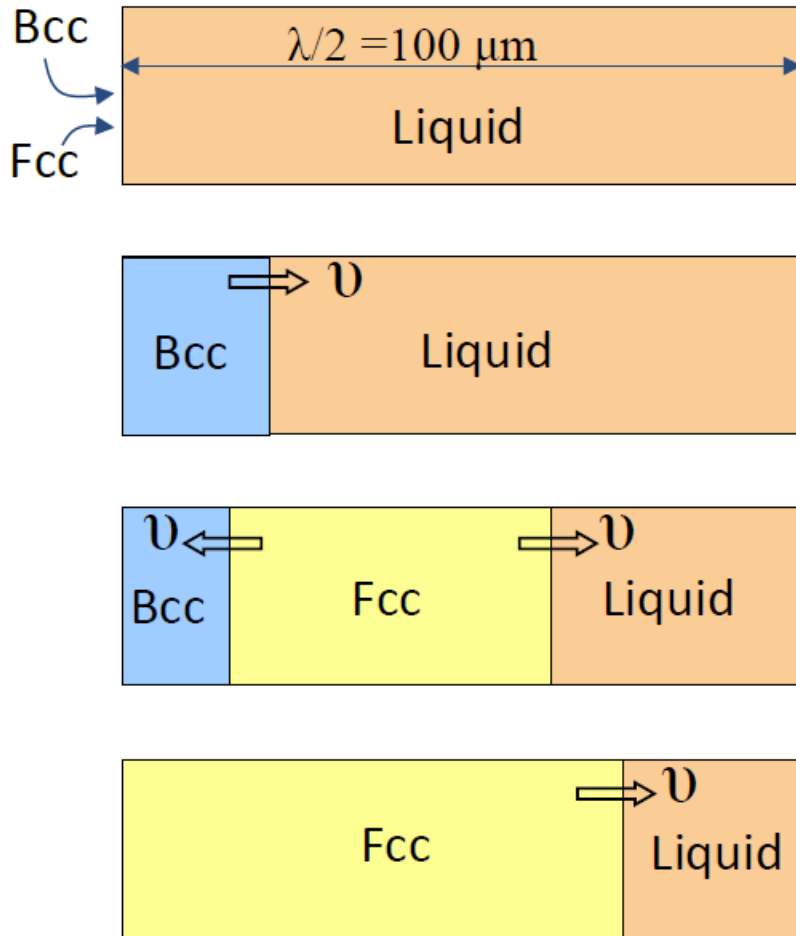 Bcc
λ/2 =100 μm
Liquid
Fcc
υ
Bcc
Liquid
υ
υ
Bcc
Fcc
Liquid
υ
Fcc
Liquid